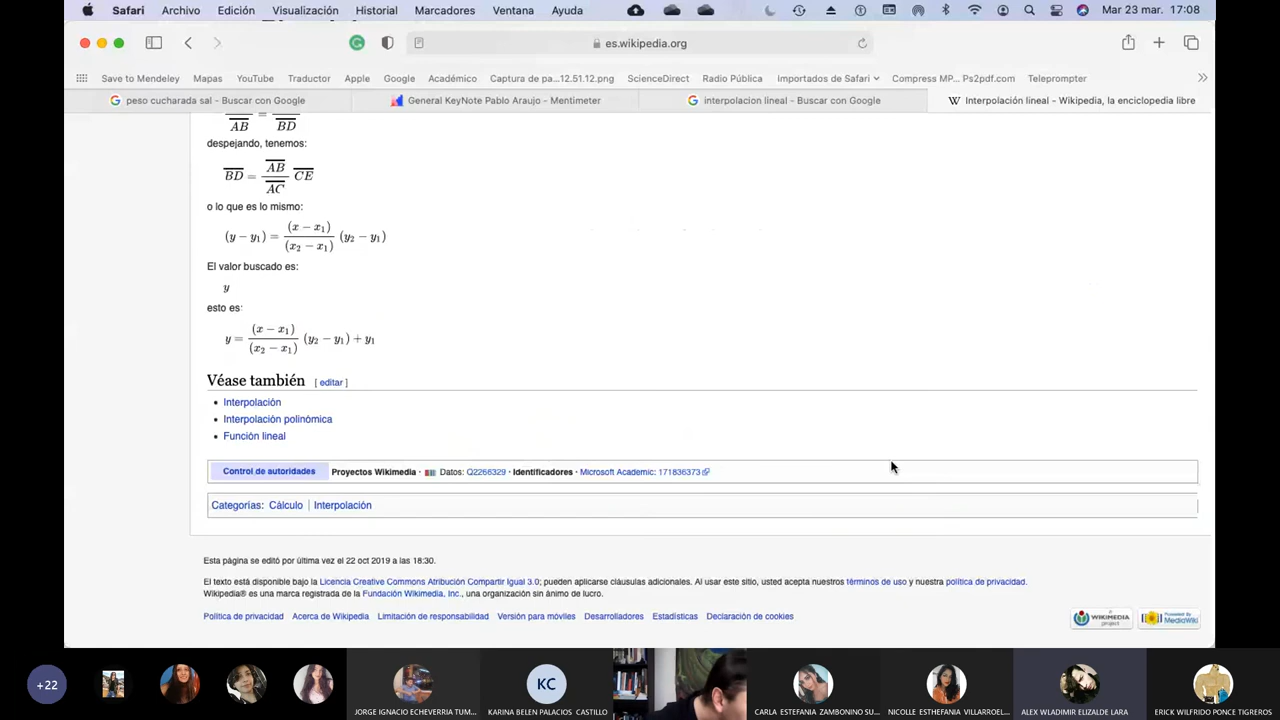 Safari Archivo Edición Visualización Historial Marcadores Ventana Ayuda Mar 23 mar. 17:08
es.wikipedia.org
Save to Mendeley Mapas YouTube Traductor Apple Google Académico Captura de pa...12.51.12.png ScienceDirect Radio Pública Importados de Safari Compress MP... Ps2pdf.com Teleprompter
peso cucharada sal - Buscar con Google
General KeyNote Pablo Araujo - Mentimeter
interpolacion lineal - Buscar con Google
Interpolación lineal - Wikipedia, la enciclopedia libre
AB = BD
despejando, tenemos:
BD = AB/AC CE
o lo que es lo mismo:
(y − y₁) = (x − x₁)/(x₂ − x₁) (y₂ − y₁)
El valor buscado es:
y
esto es:
y = (x − x₁)/(x₂ − x₁) (y₂ − y₁) + y₁
Véase también [ editar ]
• Interpolación
• Interpolación polinómica
• Función lineal
Control de autoridades Proyectos Wikimedia · Datos: Q2266329 · Identificadores · Microsoft Academic: 171836373
Categorías: Cálculo | Interpolación
Esta página se editó por última vez el 22 oct 2019 a las 18:30.
El texto está disponible bajo la Licencia Creative Commons Atribución Compartir Igual 3.0; pueden aplicarse cláusulas adicionales. Al usar este sitio, usted acepta nuestros términos de uso y nuestra política de privacidad.
Wikipedia® es una marca registrada de la Fundación Wikimedia, Inc., una organización sin ánimo de lucro.
Política de privacidad Acerca de Wikipedia Limitación de responsabilidad Versión para móviles Desarrolladores Estadísticas Declaración de cookies
A WIKIMEDIA project
Powered By MediaWiki
+22
KC
JORGE IGNACIO ECHEVERRIA TUM... KARINA BELEN PALACIOS CASTILLO CARLA ESTEFANIA ZAMBONINO SU... NICOLLE ESTHEFANIA VILLARROEL... ALEX WLADIMIR ELIZALDE LARA ERICK WILFRIDO PONCE TIGREROS